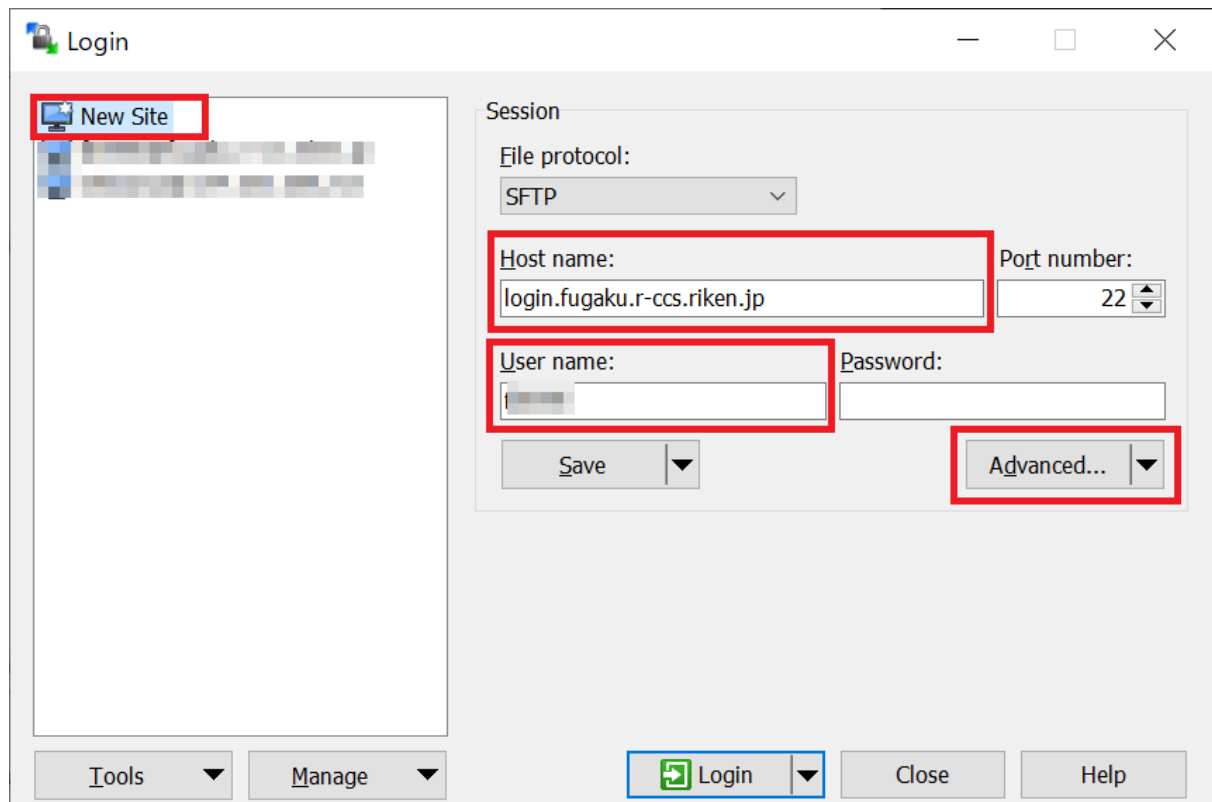 Login
New Site
Session
File protocol:
SFTP
Host name:
Port number:
login.fugaku.r-ccs.riken.jp
22
User name:
Password:
Save
Advanced...
Tools
Manage
Login
Close
Help